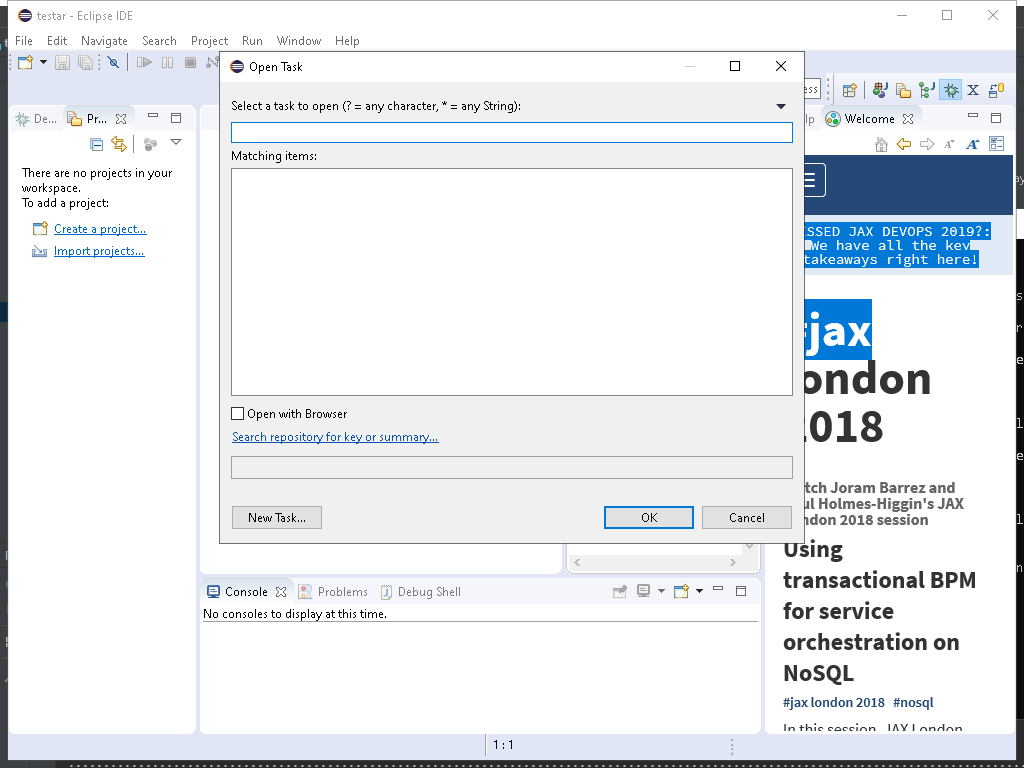 testar - Eclipse IDE
File Edit Navigate Search Project Run Window Help
Open Task
Select a task to open (? = any character, * = any String):
Matching items:
Open with Browser
Search repository for key or summary...
New Task...
OK
Cancel
De...
Pr...
There are no projects in your
workspace.
To add a project:
Create a project...
Import projects...
Welcome
ISSED JAX DEVOPS 2019?:
We have all the key
takeaways right here!
#jax
london
2018
Joram Barrez and
Holmes-Higgin's JAX
2018 session
Using
transactional BPM
for service
orchestration on
NoSQL
#jax london 2018 #nosql
In this session, JAX London
Console
Problems
Debug Shell
No consoles to display at this time.
1 : 1